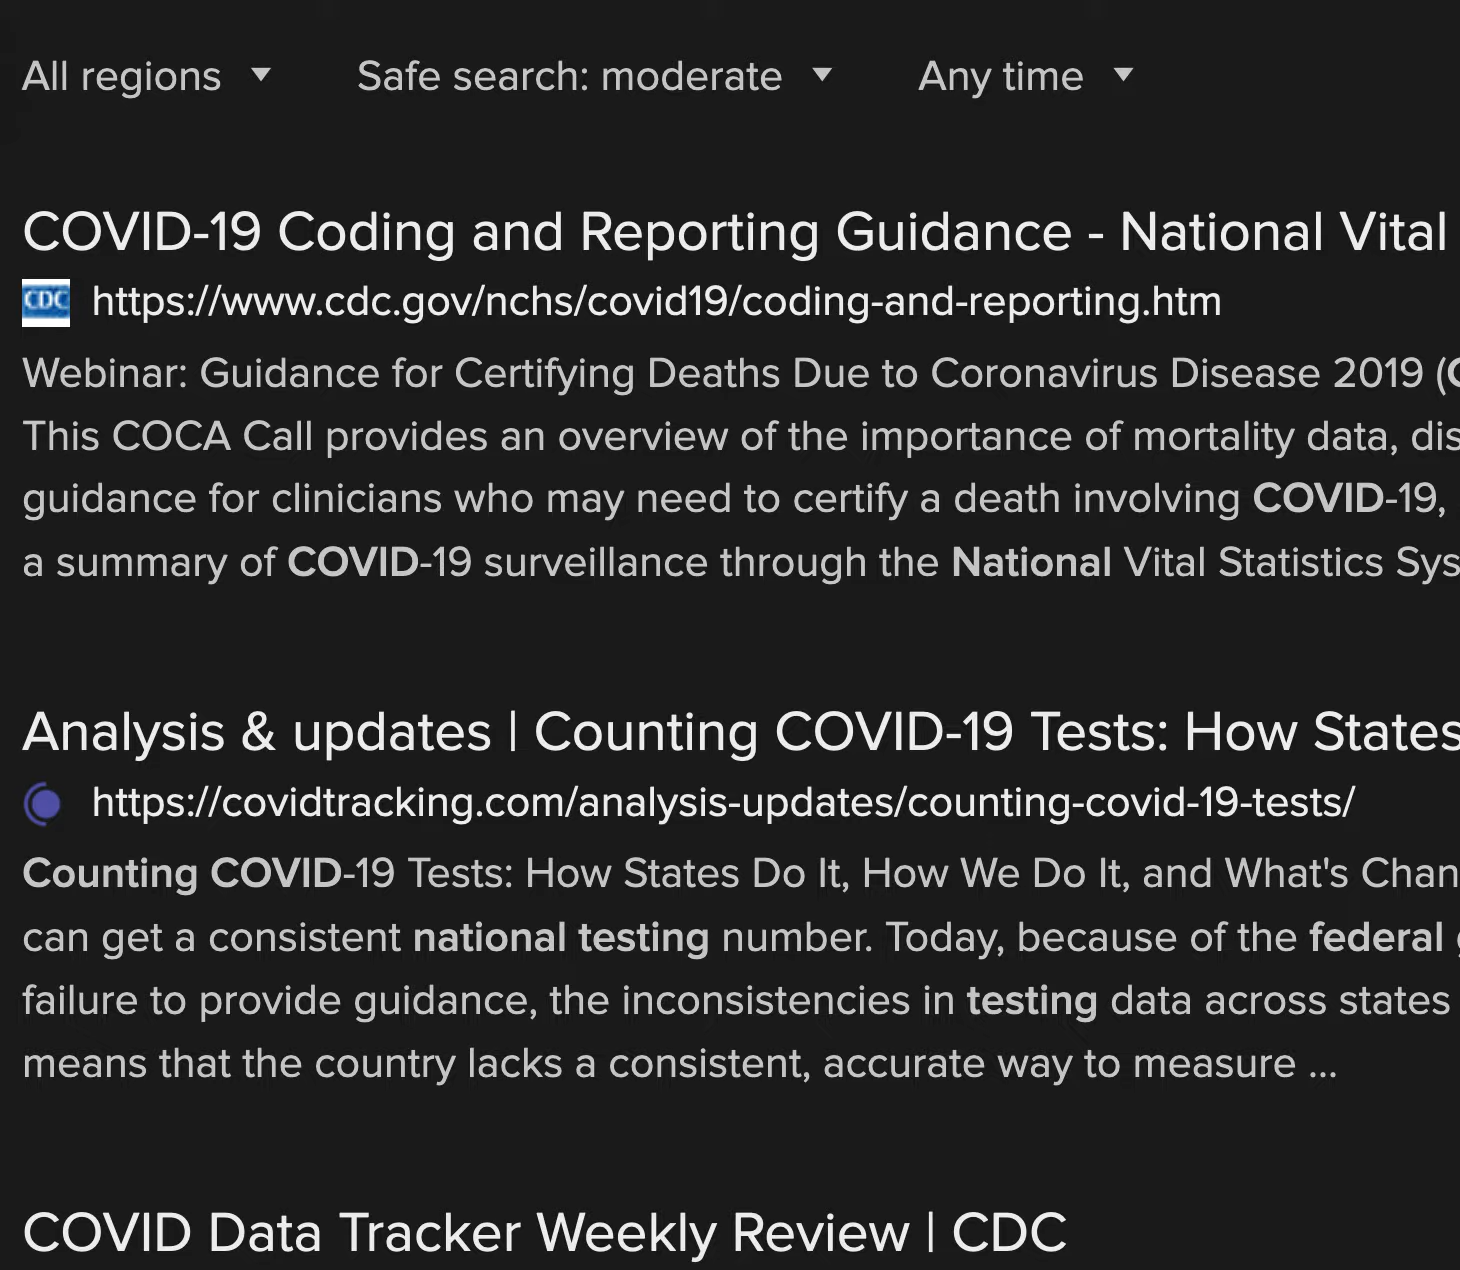 All regions Safe search: moderate Any time
COVID-19 Coding and Reporting Guidance - National Vital
CDC https://www.cdc.gov/nchs/covid19/coding-and-reporting.htm
Webinar: Guidance for Certifying Deaths Due to Coronavirus Disease 2019 (
This COCA Call provides an overview of the importance of mortality data, dis
guidance for clinicians who may need to certify a death involving COVID-19,
a summary of COVID-19 surveillance through the National Vital Statistics Sys
Analysis & updates | Counting COVID-19 Tests: How States
https://covidtracking.com/analysis-updates/counting-covid-19-tests/
Counting COVID-19 Tests: How States Do It, How We Do It, and What's Chan
can get a consistent national testing number. Today, because of the federal
failure to provide guidance, the inconsistencies in testing data across states
means that the country lacks a consistent, accurate way to measure ...
COVID Data Tracker Weekly Review | CDC